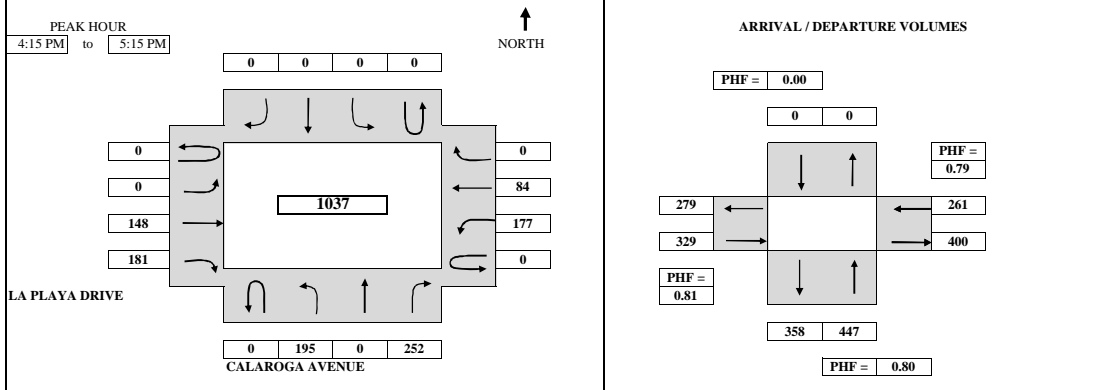 PEAK HOUR
4:15 PM to 5:15 PM
NORTH
0 0 0 0
0 0
0 84
1037
148 177
181 0
LA PLAYA DRIVE
0 195 0 252
CALAROGA AVENUE
ARRIVAL / DEPARTURE VOLUMES
PHF = 0.00
0 0
PHF =
0.79
279 261
329 400
PHF =
0.81
358 447
PHF = 0.80